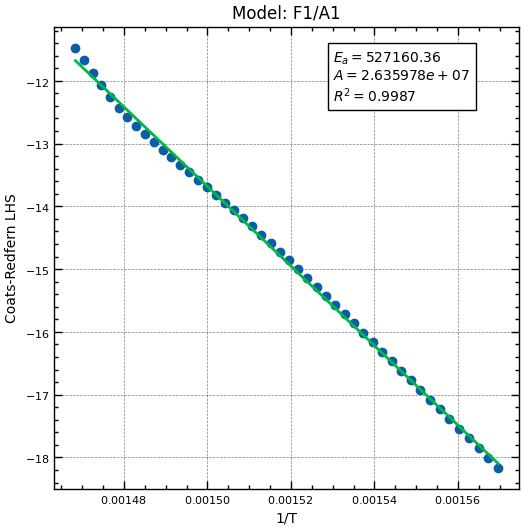 Model: F1/A1
E_a = 527160.36
A = 2.635978e + 07
R^2 = 0.9987
Coats-Redfern LHS
−12
−13
−14
−15
−16
−17
−18
0.00148
0.00150
0.00152
0.00154
0.00156
1/T